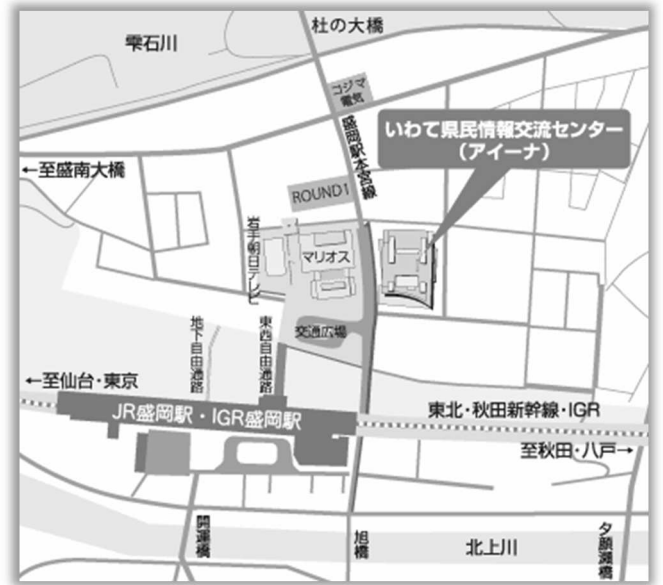 杜の大橋
雫石川
コジマ
電気
盛岡駅本宮線
いわて県民情報交流センター
(アイーナ)
←至盛南大橋
ROUND1
岩手朝日テレビ
マリオス
交通広場
地下自由通路
東西自由通路
←至仙台・東京
JR盛岡駅・IGR盛岡駅
東北・秋田新幹線・IGR
至秋田・八戸→
開運橋
旭橋
北上川
夕顔瀬橋